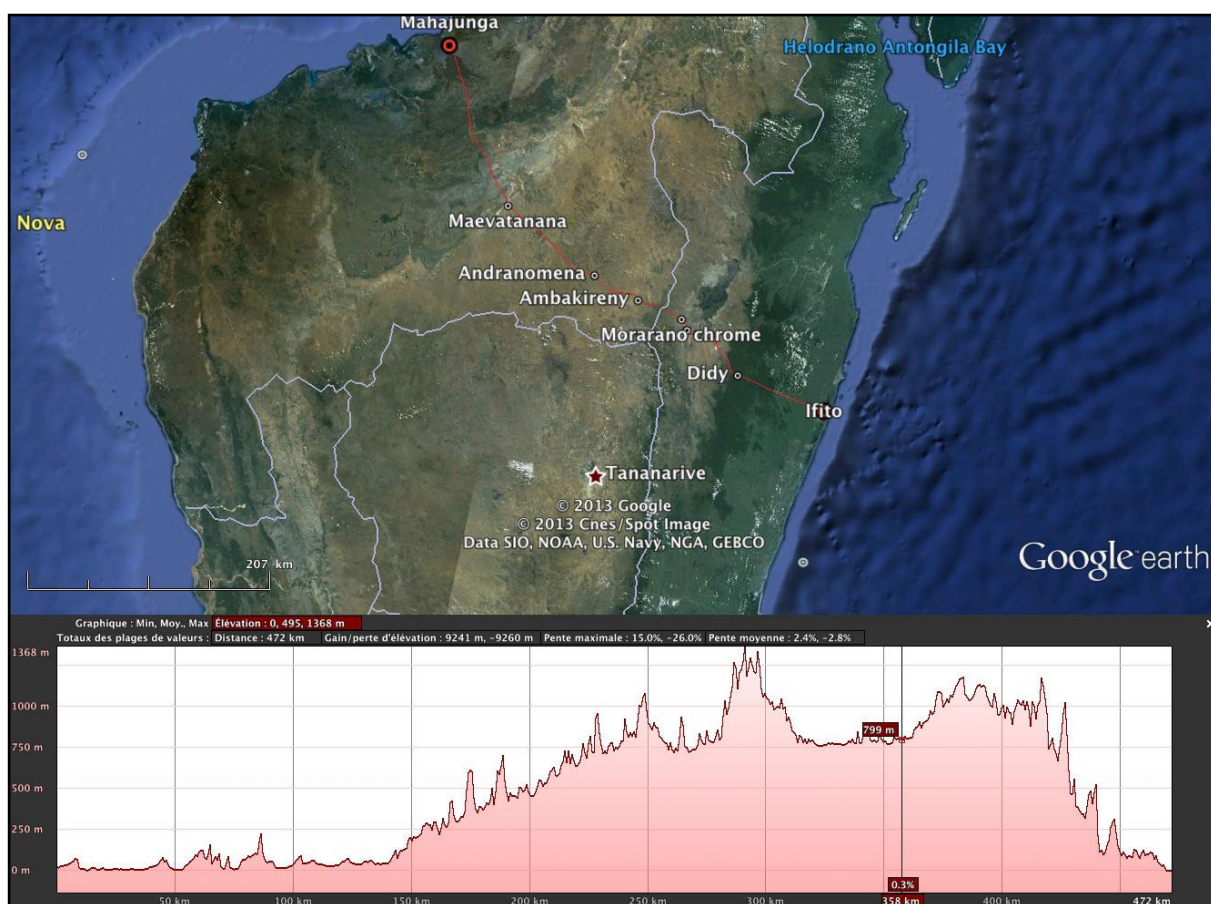 Mahajunga
Helodrano Antongila Bay
Nova
Maevatanana
Andranomena
Ambakireny
Morarano chrome
Didy
Ifito
Tananarive
© 2013 Google
© 2013 Cnes/Spot Image
Data SIO, NOAA, U.S. Navy, NGA, GEBCO
207 km
Google earth
Graphique : Min, Moy., Max Élévation : 0, 495, 1368 m
Totaux des plages de valeurs : Distance : 472 km Gain/perte d'élévation : 9241 m, -9260 m Pente maximale : 15.0%, -26.0% Pente moyenne : 2.4%, -2.8%
1368 m
1000 m
799 m
750 m
500 m
250 m
0 m
0.3%
50 km 100 km 150 km 200 km 250 km 300 km 358 km 400 km 472 km